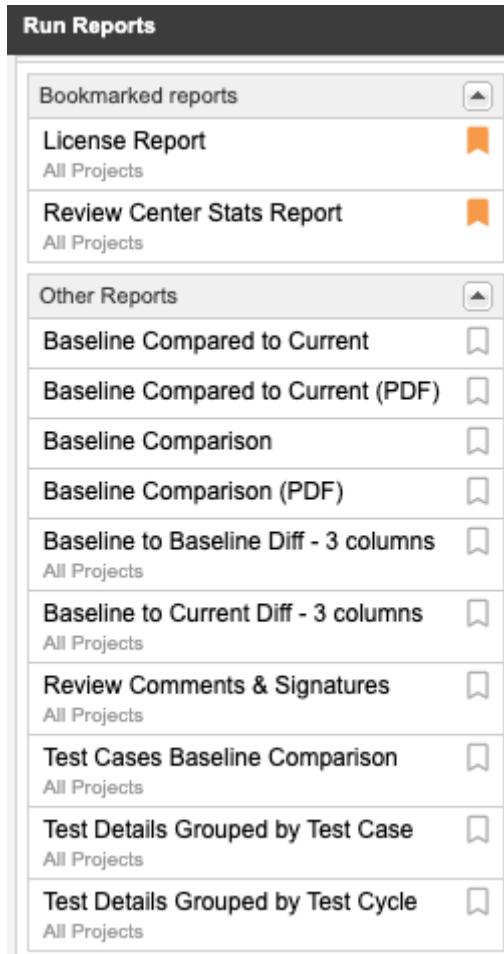 Run Reports
Bookmarked reports
License Report
All Projects
Review Center Stats Report
All Projects
Other Reports
Baseline Compared to Current
Baseline Compared to Current (PDF)
Baseline Comparison
Baseline Comparison (PDF)
Baseline to Baseline Diff - 3 columns
All Projects
Baseline to Current Diff - 3 columns
All Projects
Review Comments & Signatures
All Projects
Test Cases Baseline Comparison
All Projects
Test Details Grouped by Test Case
All Projects
Test Details Grouped by Test Cycle
All Projects